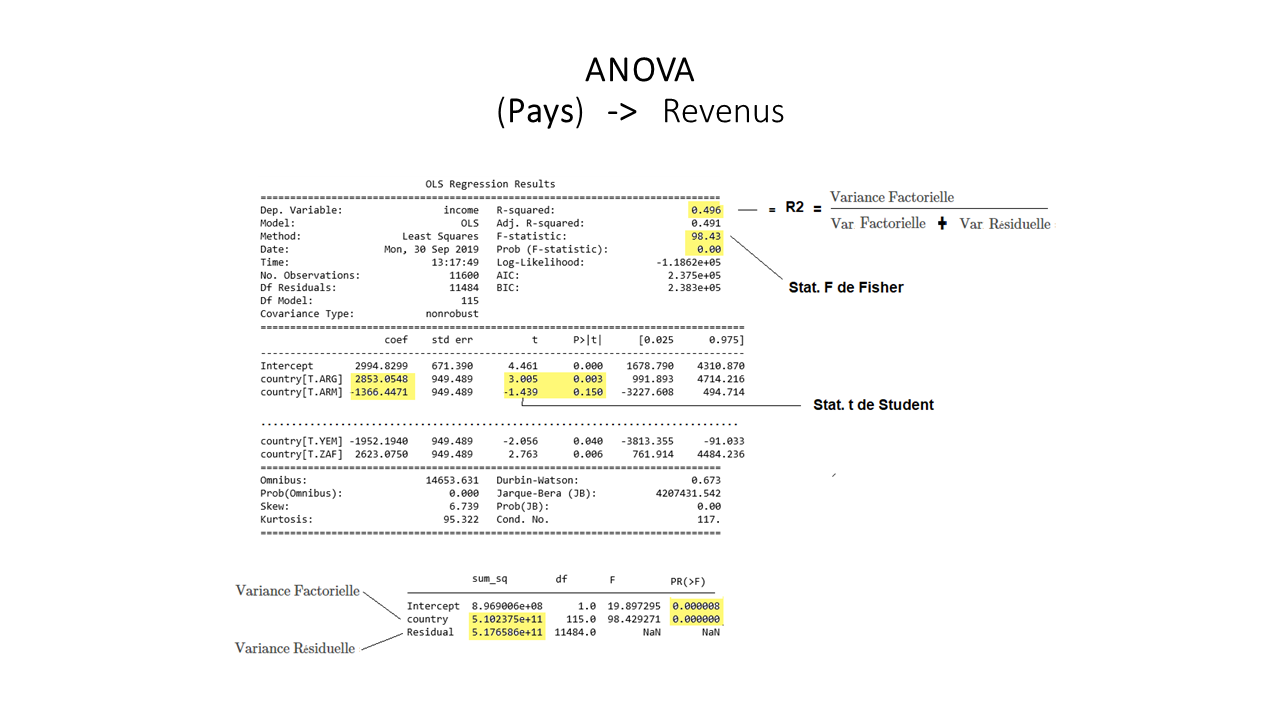 ANOVA
(Pays) -> Revenus
OLS Regression Results
==============================================================================
Dep. Variable: income R-squared: 0.496
Model: OLS Adj. R-squared: 0.491
Method: Least Squares F-statistic: 98.43
Date: Mon, 30 Sep 2019 Prob (F-statistic): 0.00
Time: 13:17:49 Log-Likelihood: -1.1862e+05
No. Observations: 11600 AIC: 2.375e+05
Df Residuals: 11484 BIC: 2.383e+05
Df Model: 115
Covariance Type: nonrobust
= R2 = Variance Factorielle
Var Factorielle + Var Résiduelle
Stat. F de Fisher
==================================================================================
coef std err t P>|t| [0.025 0.975]
----------------------------------------------------------------------------------
Intercept 2994.8299 671.390 4.461 0.000 1678.790 4310.870
country[T.ARG] 2853.0548 949.489 3.005 0.003 991.893 4714.216
country[T.ARM] -1366.4471 949.489 -1.439 0.150 -3227.608 494.714
Stat. t de Student
..................................................................................
country[T.YEM] -1952.1940 949.489 -2.056 0.040 -3813.355 -91.033
country[T.ZAF] 2623.0750 949.489 2.763 0.006 761.914 4484.236
==============================================================================
Omnibus: 14653.631 Durbin-Watson: 0.673
Prob(Omnibus): 0.000 Jarque-Bera (JB): 4207431.542
Skew: 6.739 Prob(JB): 0.00
Kurtosis: 95.322 Cond. No. 117.
==============================================================================
sum_sq df F PR(>F)
Intercept 8.969006e+08 1.0 19.897295 0.000008
country 5.102375e+11 115.0 98.429271 0.000000
Residual 5.176586e+11 11484.0 NaN NaN
Variance Factorielle
Variance Résiduelle